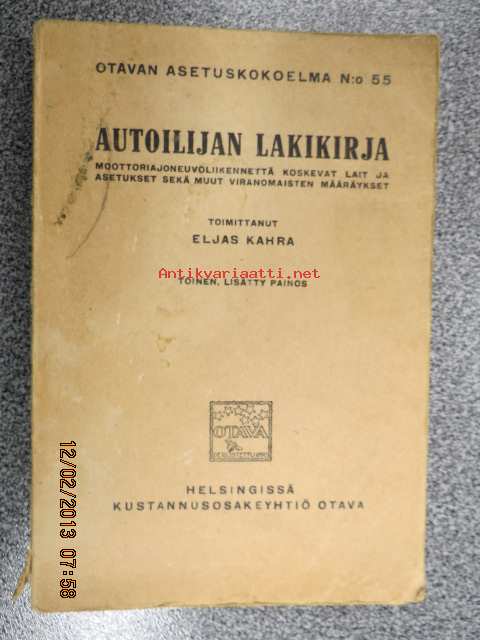 OTAVAN ASETUSKOKOELMA N:o 55
AUTOILIJAN LAKIKIRJA
MOOTTORIAJONEUVOLIIKENNETTÄ KOSKEVAT LAIT JA
ASETUKSET SEKÄ MUUT VIRANOMAISTEN MÄÄRÄYKSET
TOIMITTANUT
ELJAS KAHRA
Antikvariaatti.net
TOINEN, LISÄTTY PAINOS
OTAVA
HELSINGISSÄ
KUSTANNUSOSAKEYHTIÖ OTAVA
12/02/2013 07:58